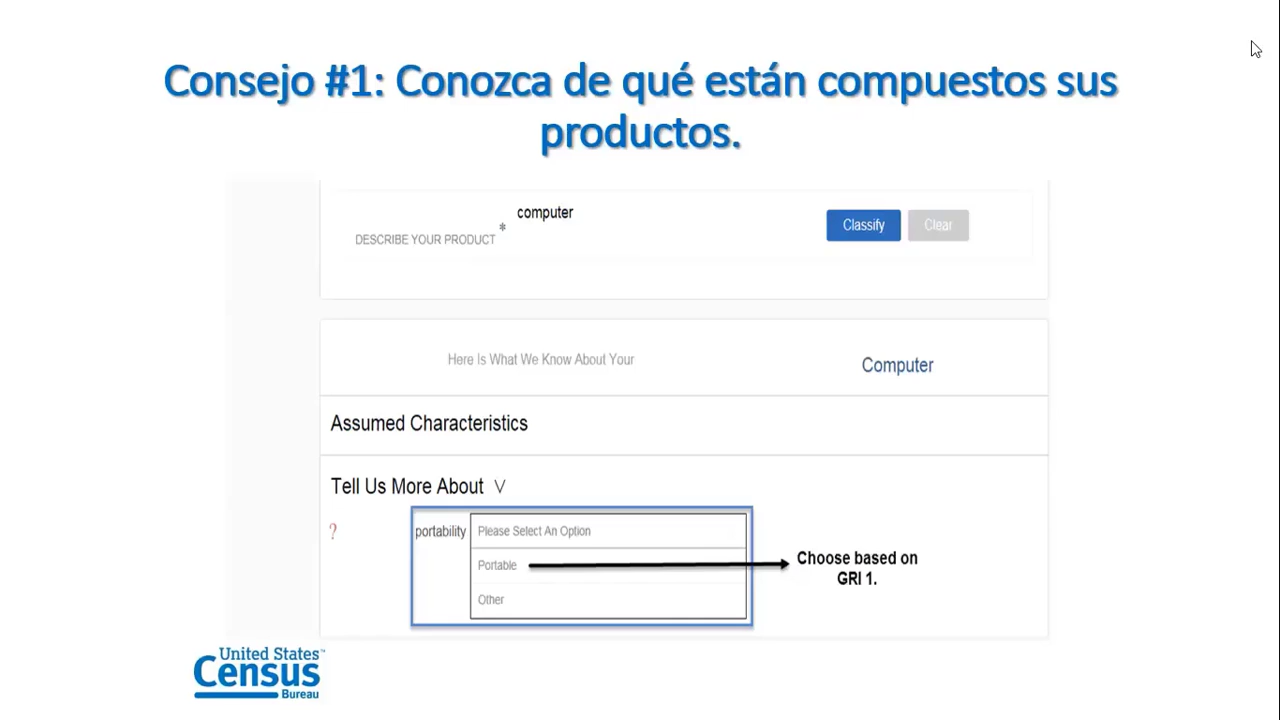 Consejo #1: Conozca de qué están compuestos sus
productos.
computer
DESCRIBE YOUR PRODUCT *
Classify
Clear
Here Is What We Know About Your
Computer
Assumed Characteristics
Tell Us More About V
?
portability
Please Select An Option
Portable
Other
Choose based on
GRI 1.
United States™
Census
Bureau